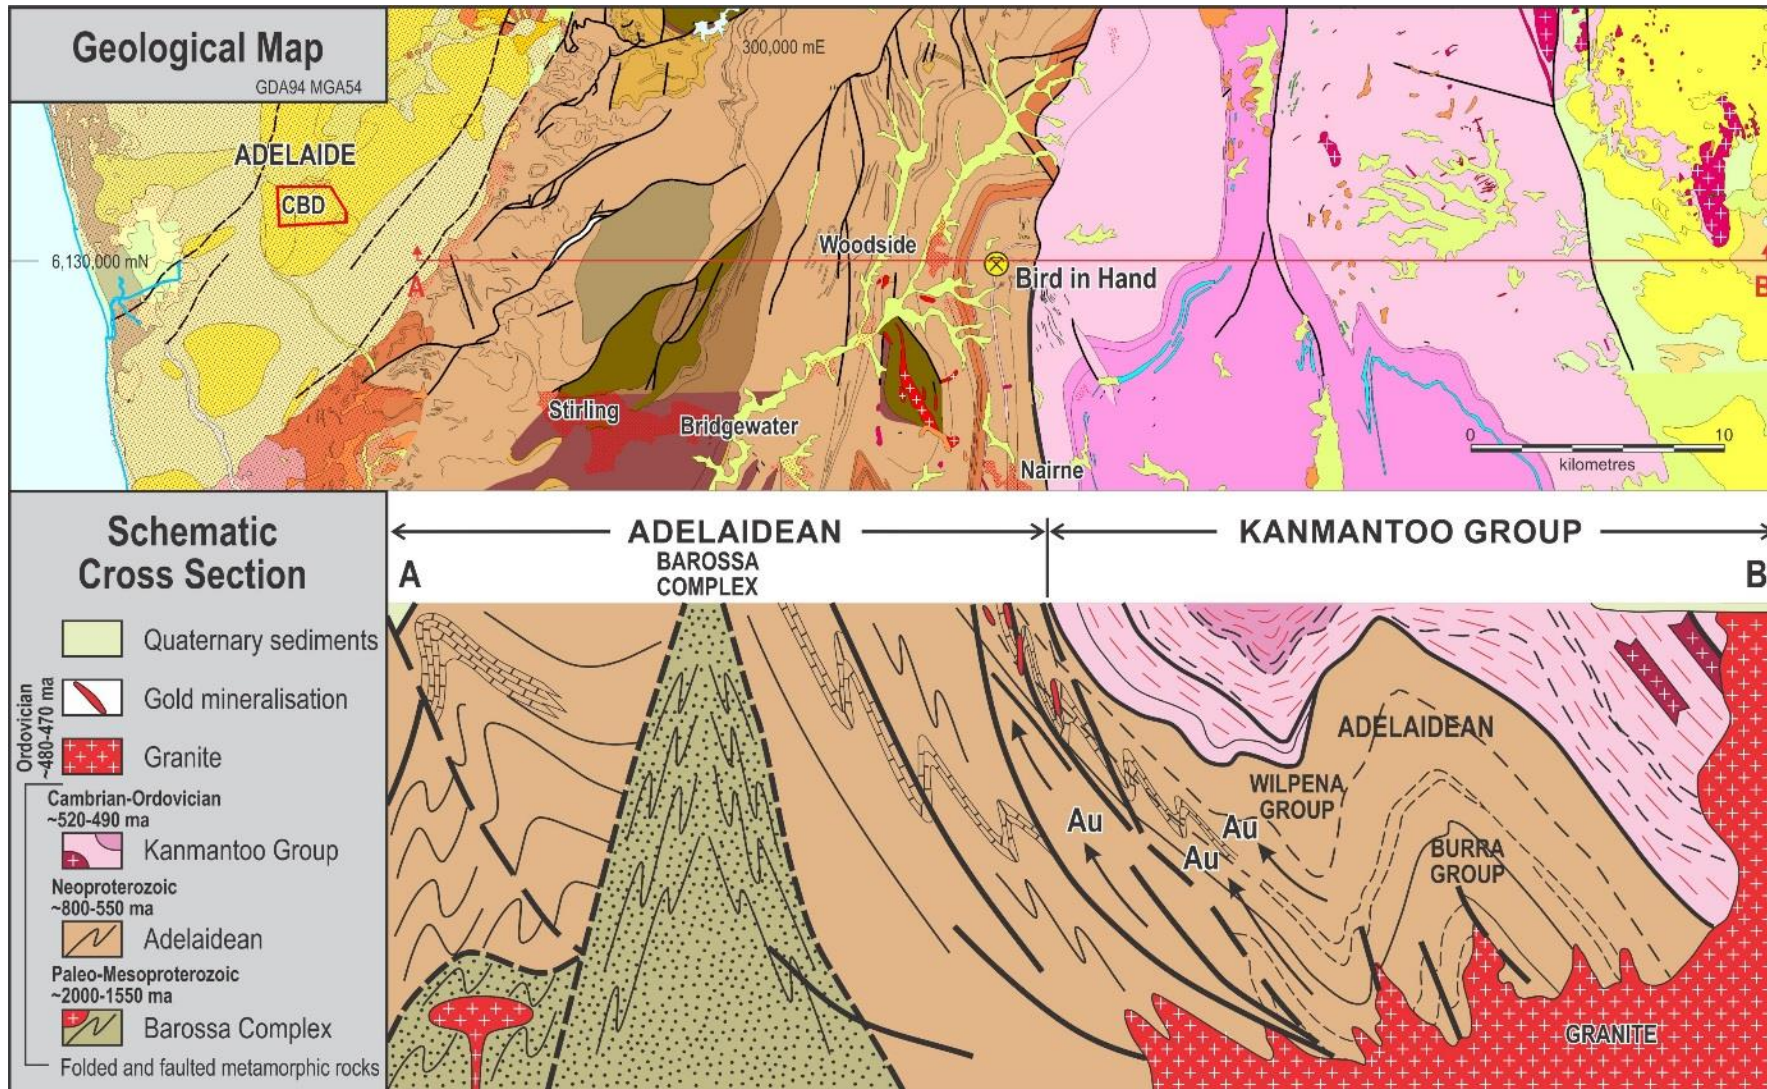 Geological Map
GDA94 MGA54
300,000 mE
ADELAIDE
CBD
6,130,000 mN
A
Woodside
Bird in Hand
B
Stirling
Bridgewater
Nairne
0 10
kilometres
Schematic
Cross Section
Quaternary sediments
Gold mineralisation
Granite
Ordovician
~480-470 ma
Cambrian-Ordovician
~520-490 ma
Kanmantoo Group
Neoproterozoic
~800-550 ma
Adelaidean
Paleo-Mesoproterozoic
~2000-1550 ma
Barossa Complex
Folded and faulted metamorphic rocks
ADELAIDEAN
KANMANTOO GROUP
A
BAROSSA
COMPLEX
B
ADELAIDEAN
WILPENA
GROUP
Au
Au
Au
BURRA
GROUP
GRANITE